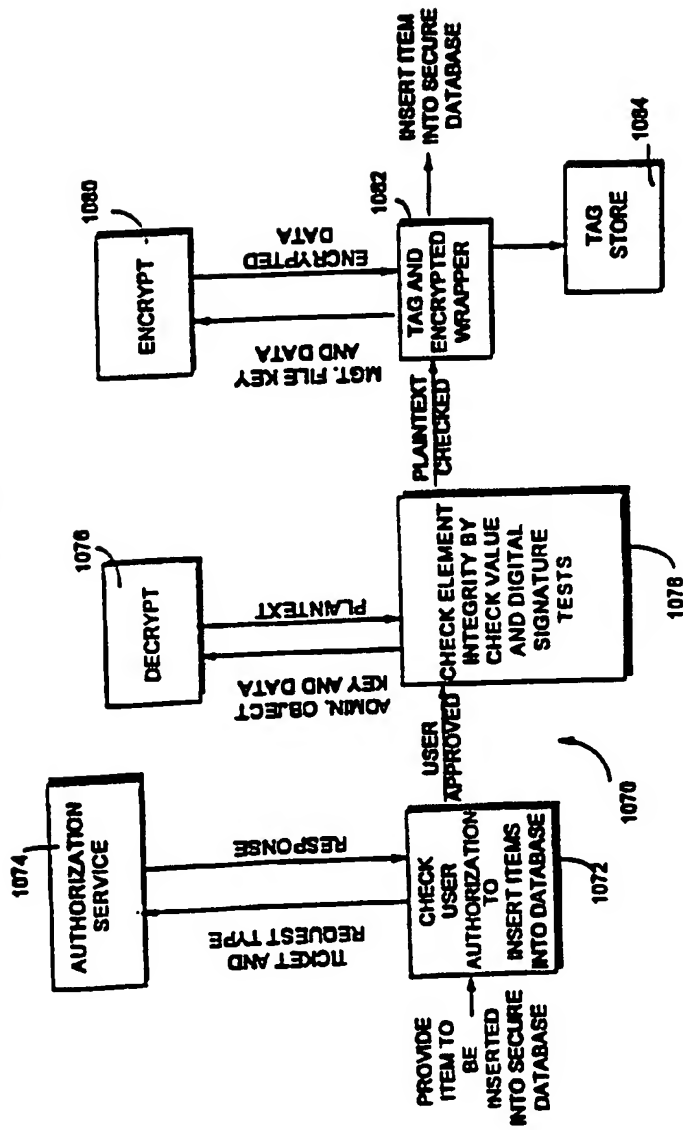 1074
AUTHORIZATION
SERVICE
TICKET AND
REQUEST TYPE
RESPONSE
PROVIDE
ITEM TO
BE
INSERTED
INTO SECURE
DATABASE
CHECK
USER
AUTHORIZATION
TO
INSERT ITEMS
INTO DATABASE
1072
USER
APPROVED
1070
1076
DECRYPT
ADMIN. OBJECT
KEY AND DATA
PLAINTEXT
CHECK ELEMENT
INTEGRITY BY
CHECK VALUE
AND DIGITAL
SIGNATURE
TESTS
1078
PLAINTEXT
CHECKED
1080
ENCRYPT
MGT. FILE KEY
AND DATA
ENCRYPTED
DATA
1082
TAG AND
ENCRYPTED
WRAPPER
INSERT ITEM
INTO SECURE
DATABASE
TAG
STORE
1084